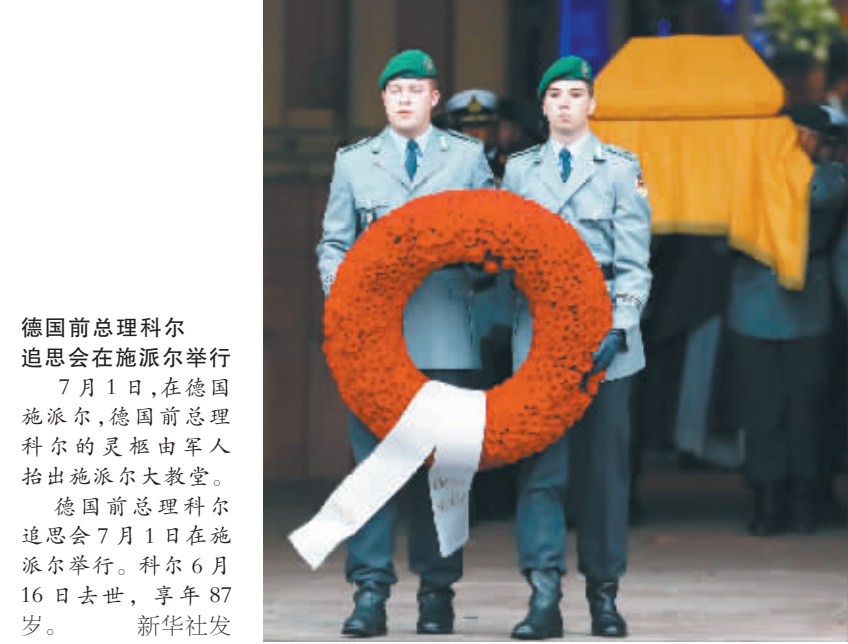 德国前总理科尔
追思会在施派尔举行
7月1日,在德国
施派尔,德国前总理
科尔的灵柩由军人
抬出施派尔大教堂。
德国前总理科尔
追思会7月1日在施
派尔举行。科尔6月
16日去世，享年87
岁。 新华社发